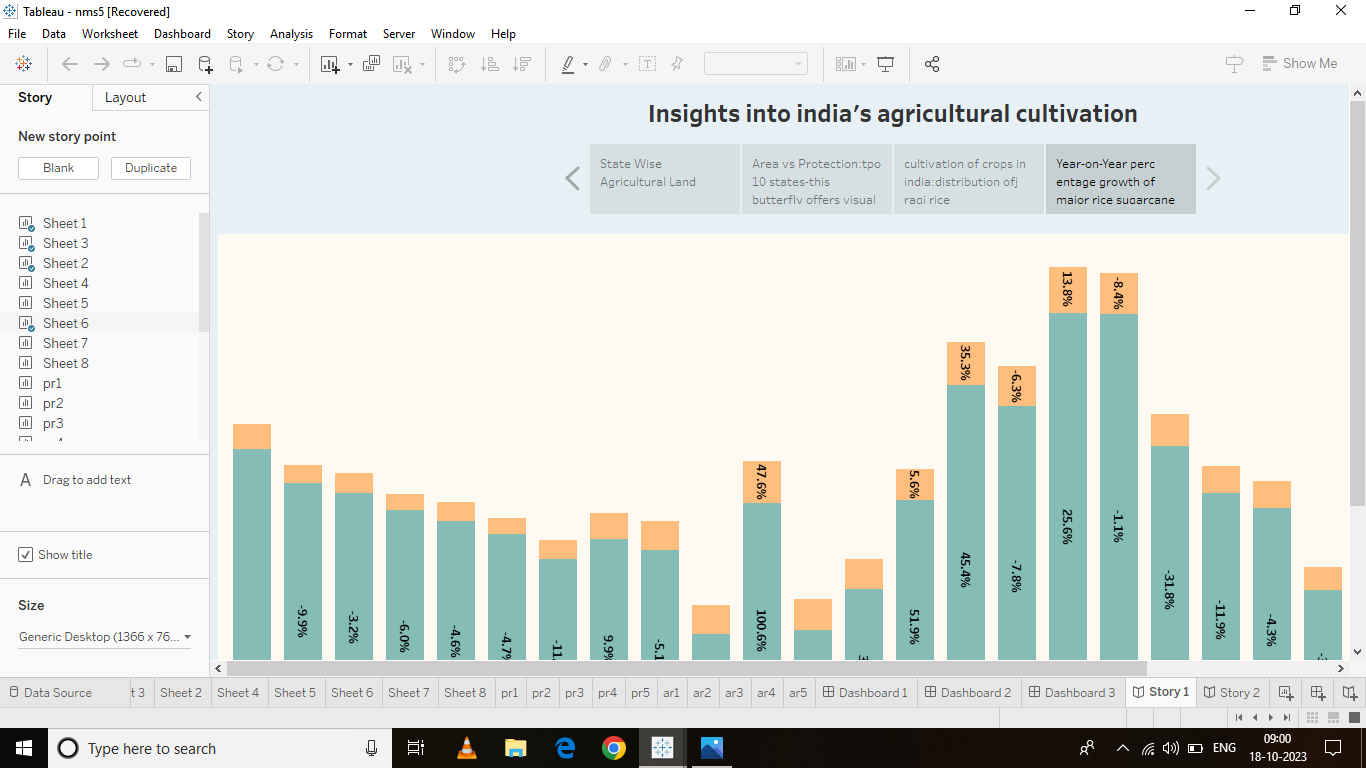 Tableau - nms5 [Recovered]
File Data Worksheet Dashboard Story Analysis Format Server Window Help
Show Me
Story Layout
New story point
Blank Duplicate
Sheet 1
Sheet 3
Sheet 2
Sheet 4
Sheet 5
Sheet 6
Sheet 7
Sheet 8
pr1
pr2
pr3
A Drag to add text
Show title
Size
Generic Desktop (1366 x 76...
Insights into india's agricultural cultivation
State Wise
Agricultural Land
Area vs Protection:tpo
10 states-this
butterfly offers visual
cultivation of crops in
india:distribution ofj
ragi rice
Year-on-Year perc
entage growth of
major rice sugarcane
-9.9%
-3.2%
-6.0%
-4.6%
-4.7%
-11.
9.9%
-5.1
47.6%
100.6%
3
5.6%
51.9%
35.3%
45.4%
-6.3%
-7.8%
13.8%
25.6%
-8.4%
-1.1%
-31.8%
-11.9%
-4.3%
Data Source t 3 Sheet 2 Sheet 4 Sheet 5 Sheet 6 Sheet 7 Sheet 8 pr1 pr2 pr3 pr4 pr5 ar1 ar2 ar3 ar4 ar5 Dashboard 1 Dashboard 2 Dashboard 3 Story 1 Story 2
Type here to search
ENG
09:00
18-10-2023